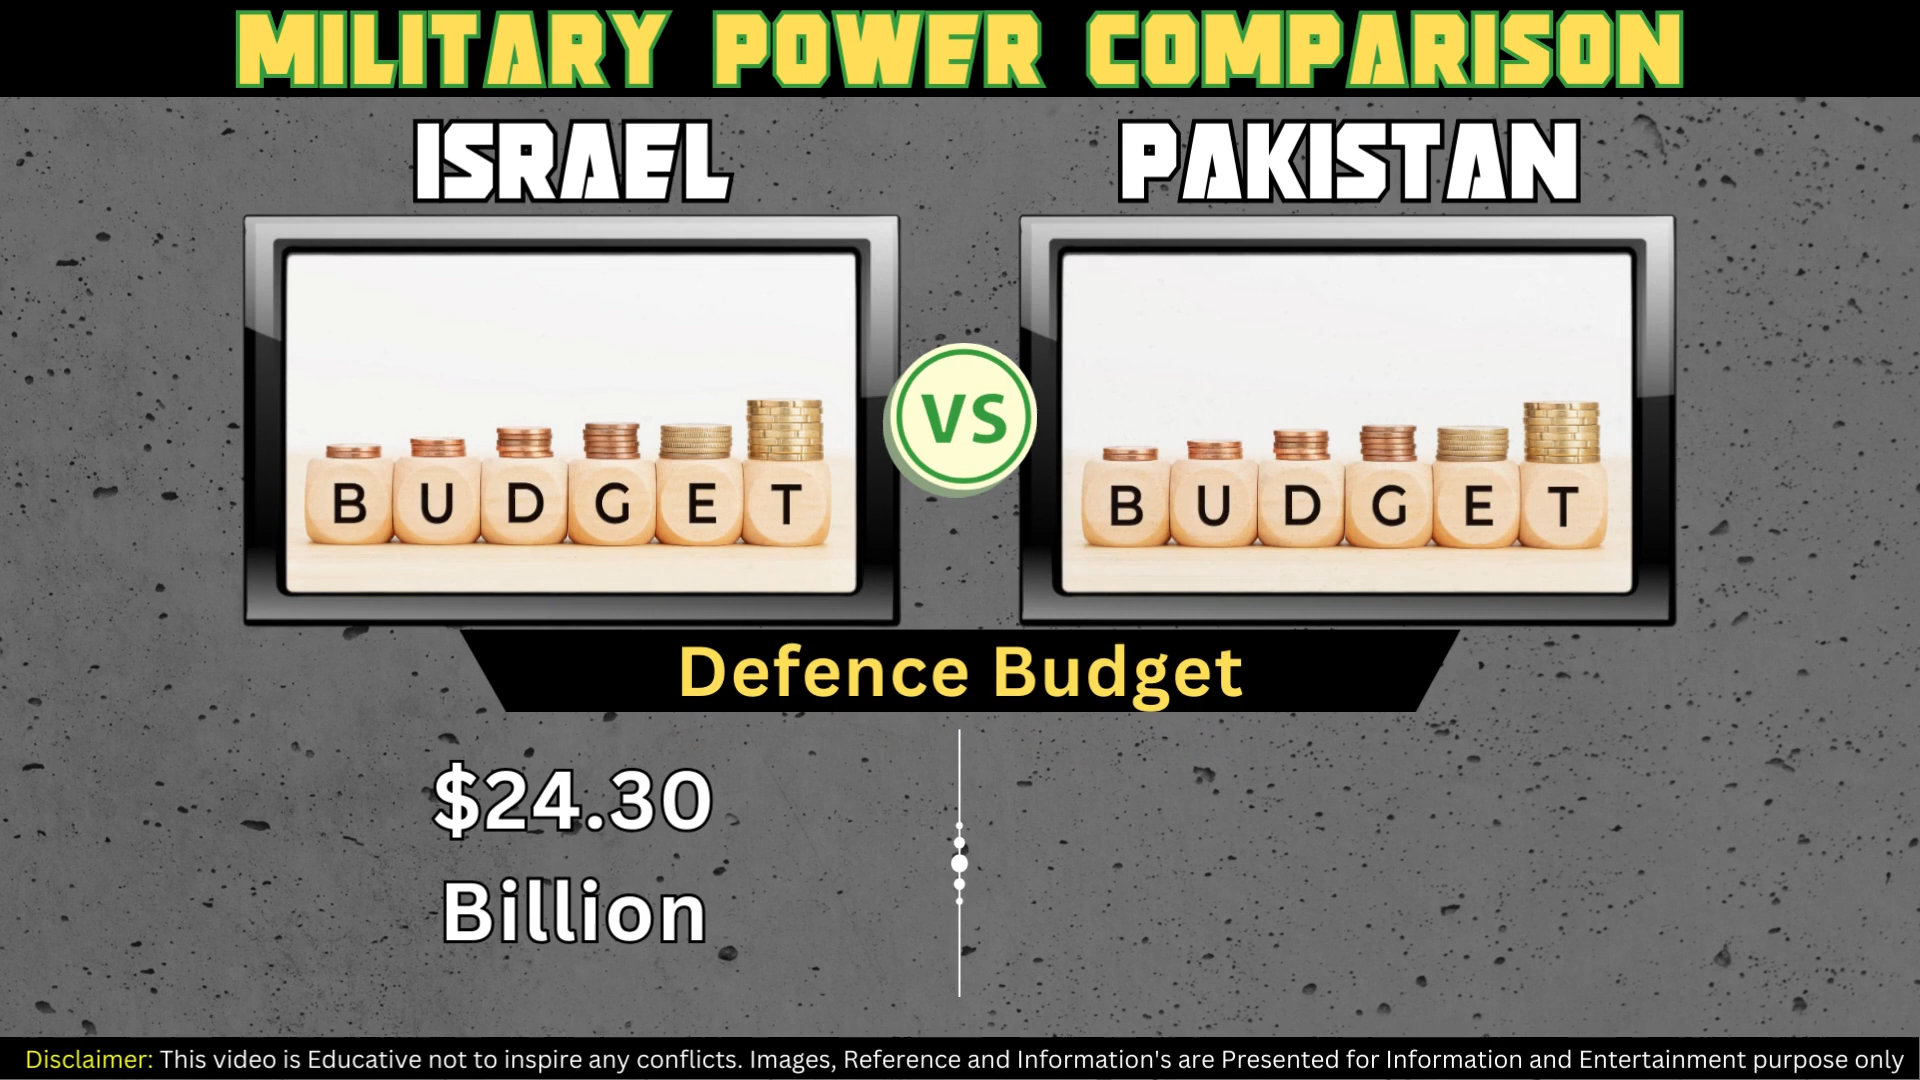 MILITARY POWER COMPARISON
ISRAEL
PAKISTAN
BUDGET
VS
BUDGET
Defence Budget
$24.30
Billion
Disclaimer: This video is Educative not to inspire any conflicts. Images, Reference and Information's are Presented for Information and Entertainment purpose only